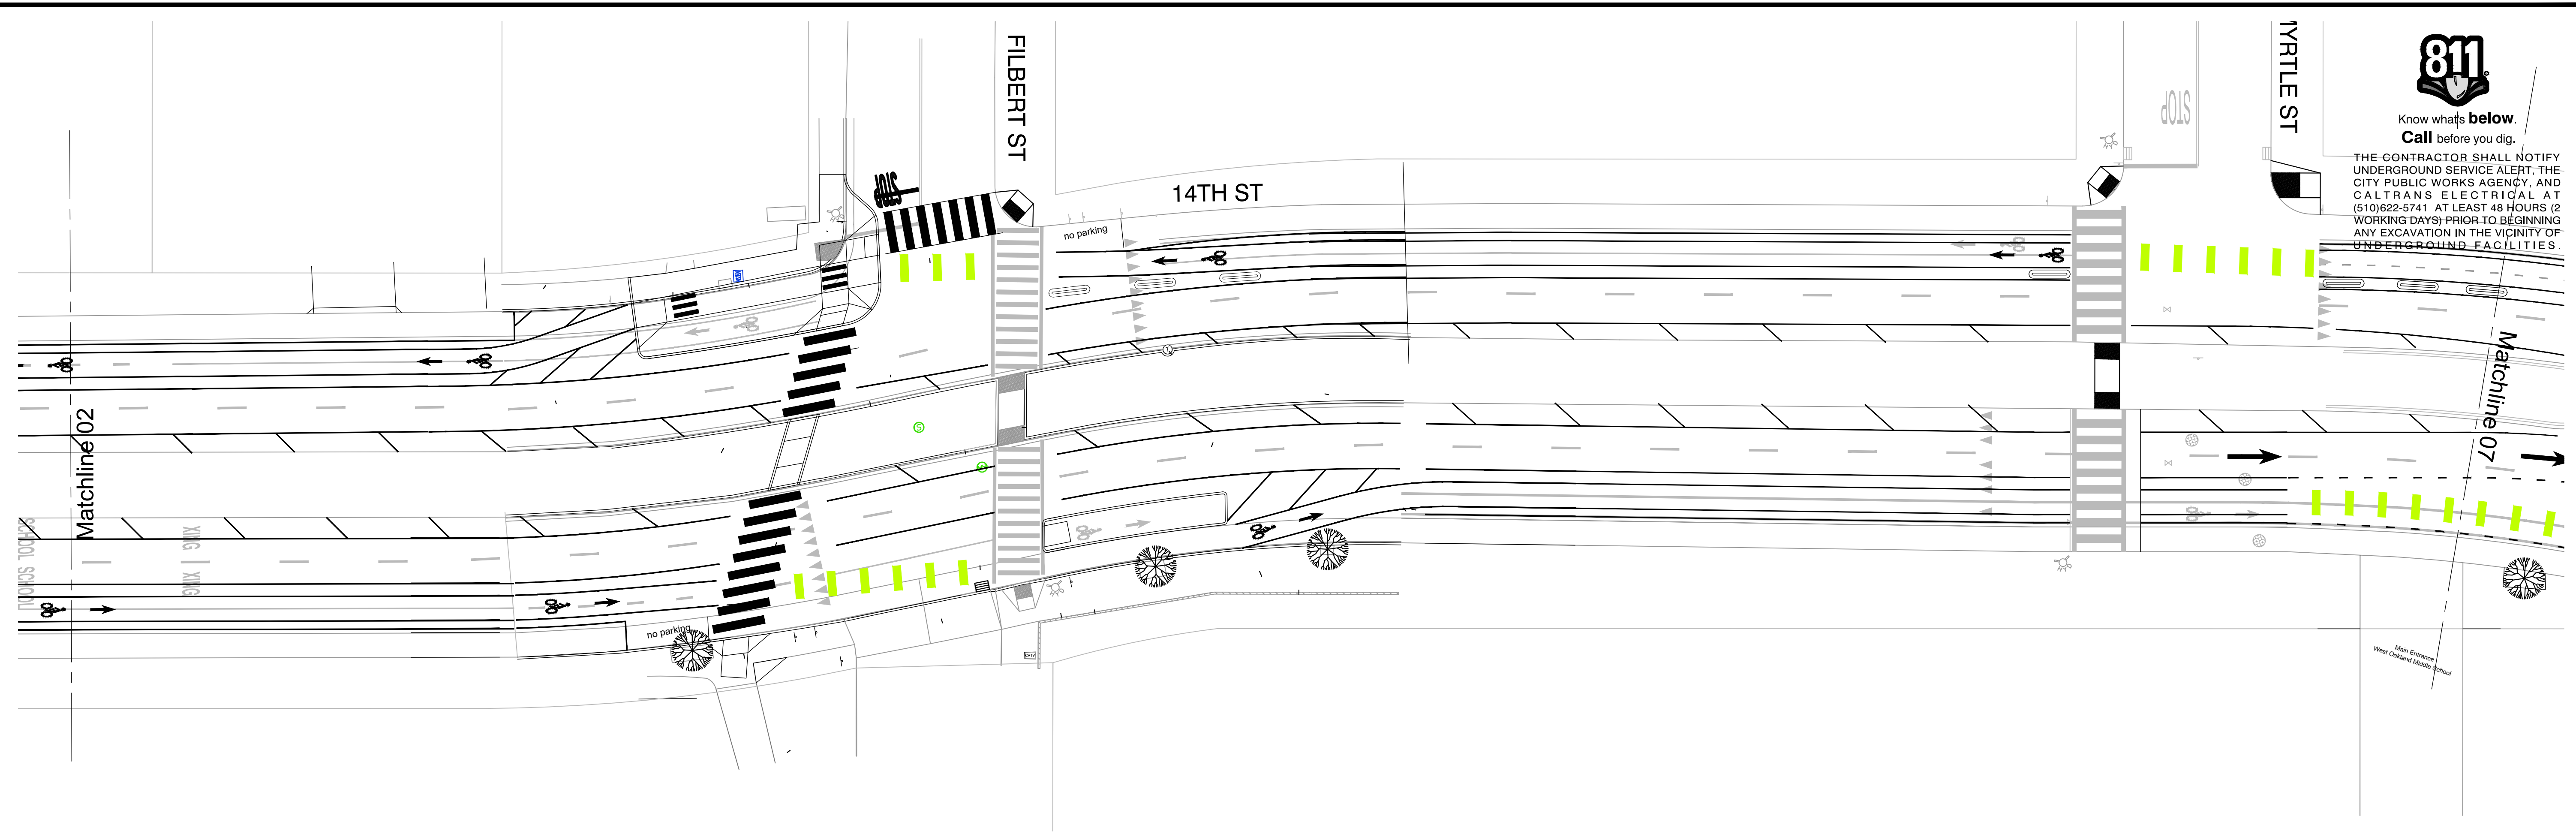 FILBERT ST
MYRTLE ST
811
Know what's below.
Call before you dig.
THE CONTRACTOR SHALL NOTIFY
UNDERGROUND SERVICE ALERT, THE
CITY PUBLIC WORKS AGENCY, AND
CALTRANS ELECTRICAL AT
(510)622-5741 AT LEAST 48 HOURS (2
WORKING DAYS) PRIOR TO BEGINNING
ANY EXCAVATION IN THE VICINITY OF
UNDERGROUND FACILITIES.
STOP
STOP
14TH ST
no parking
Matchline 02
Matchline 07
S
SCHOOL SCHOOL
XING XING
no parking
Main Entrance
West Oakland Middle School